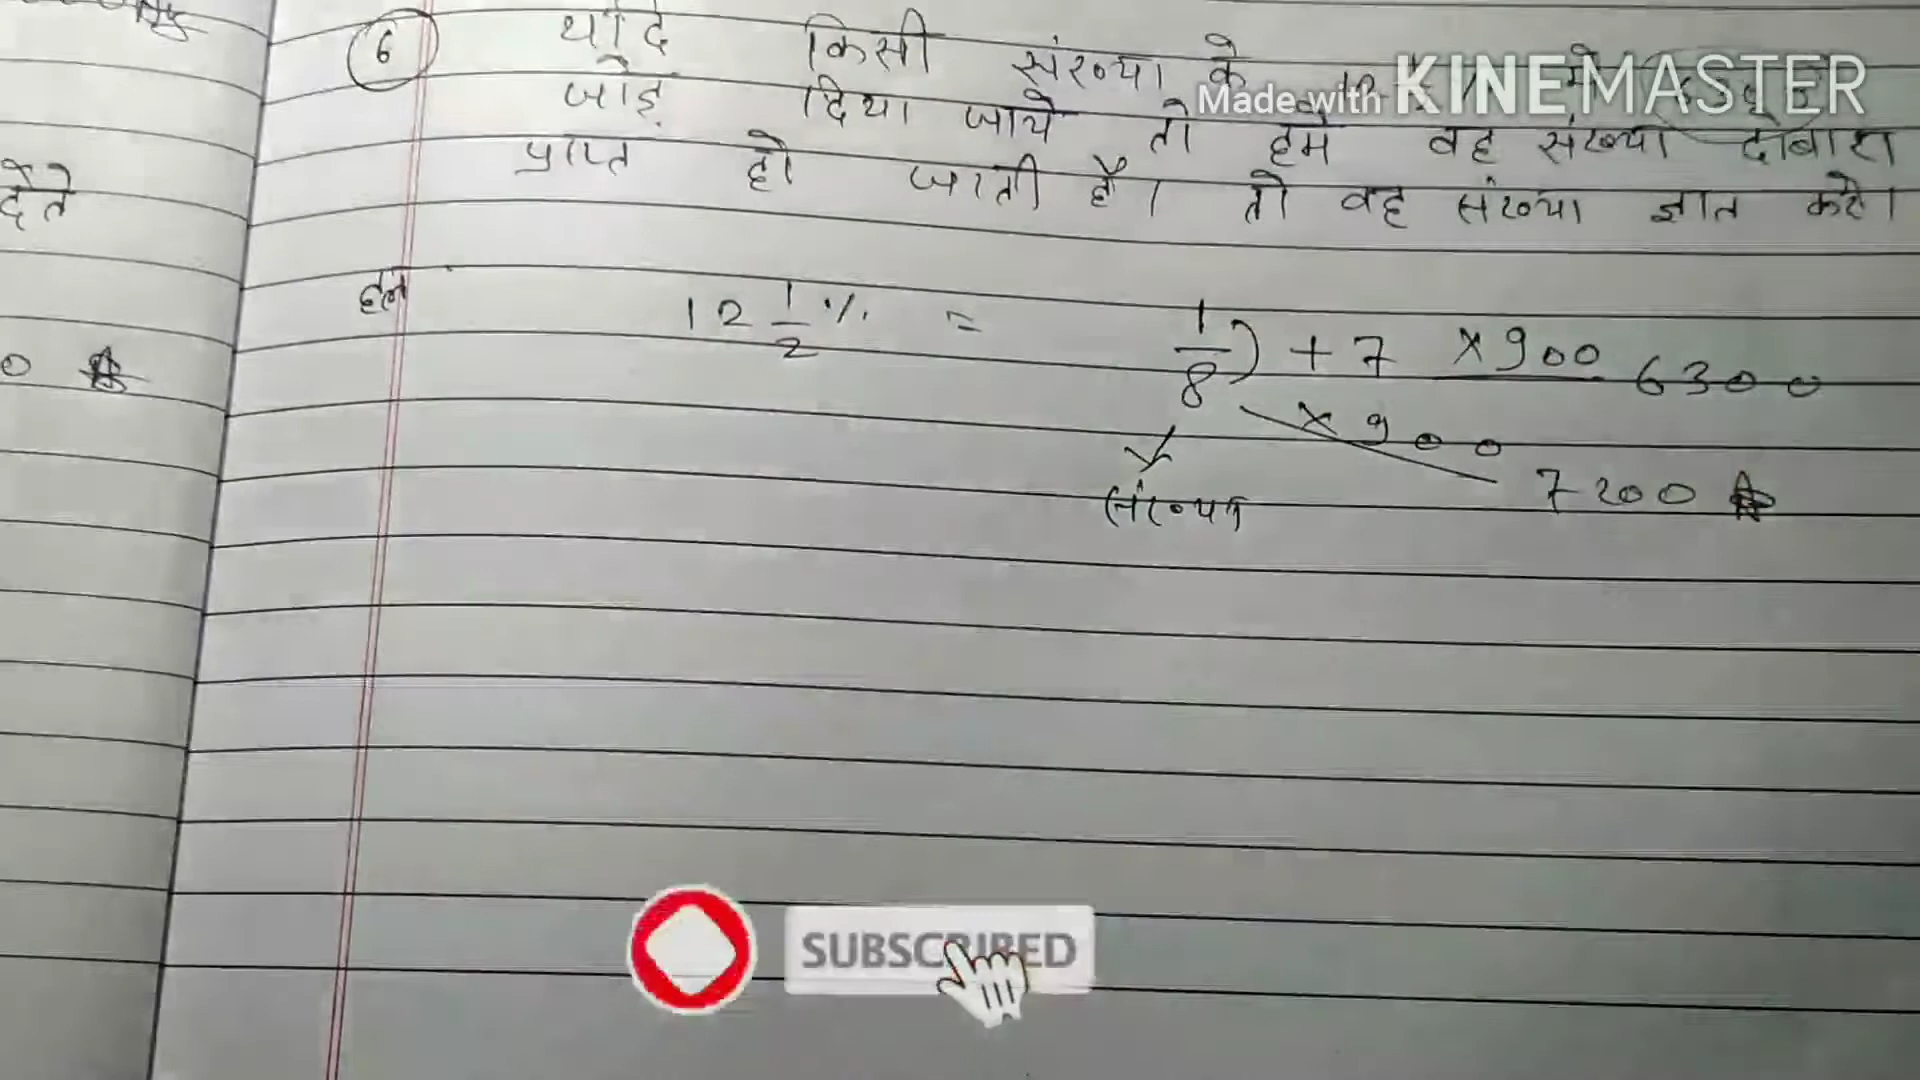 6 यदि किसी संख्या के
Made with KINEMASTER
जोड़ दिया जाये तो हमे वह संख्या दोबारा
प्राप्त हो जाती है। तो वह संख्या ज्ञात करो।
देते
हल 12 1/2 % = 1/8 ) + 7 × 900 6300
0
× 900
7200
संख्या
SUBSCRIBED